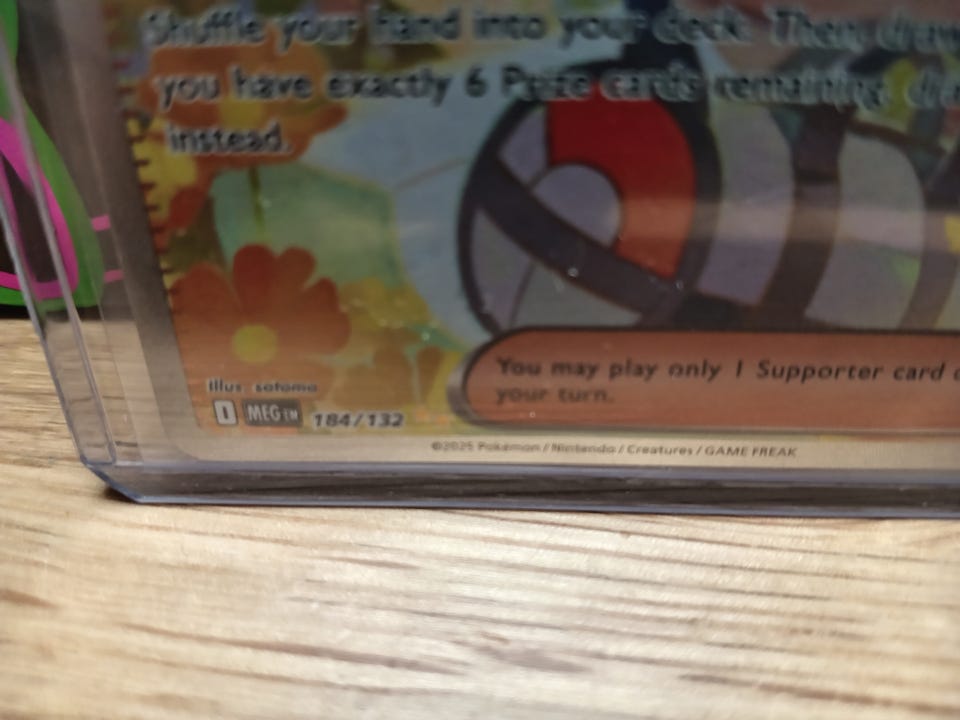 Shuffle your hand into your deck. Then, draw
you have exactly 6 Prize cards remaining, dra
instead.
You may play only 1 Supporter card d
your turn.
Illus. satoma
I MEG EN 184/132
©2025 Pokémon / Nintendo / Creatures / GAME FREAK